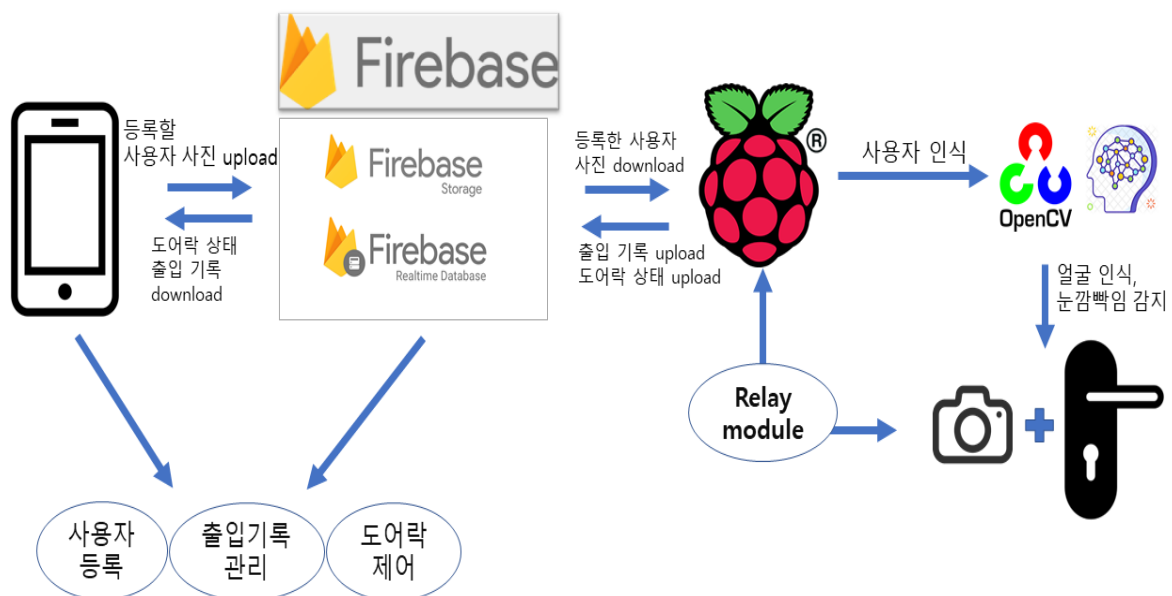 Firebase
등록할
사용자 사진 upload
Firebase
Storage
Firebase
Realtime Database
도어락 상태
출입 기록
download
등록한 사용자
사진 download
출입 기록 upload
도어락 상태 upload
®
사용자 인식
OpenCV
얼굴 인식,
눈깜빡임 감지
Relay
module
사용자
등록
출입기록
관리
도어락
제어